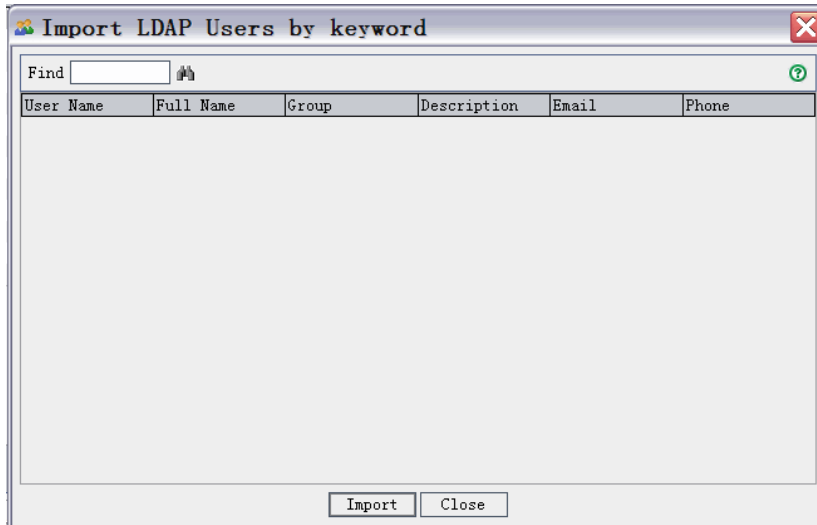 Import LDAP Users by keyword
Find
User Name Full Name Group Description Email Phone
Import Close